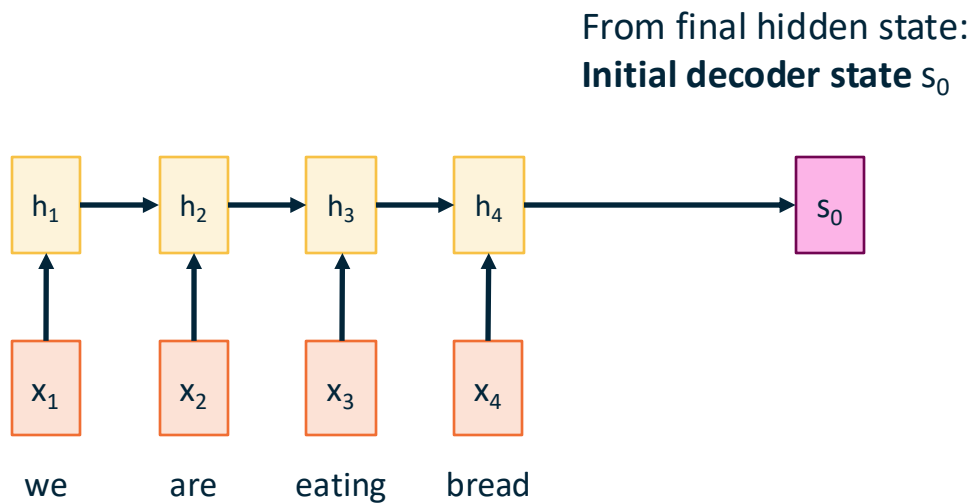 From final hidden state:
Initial decoder state s₀
h₁ h₂ h₃ h₄ s₀
x₁ x₂ x₃ x₄
we are eating bread